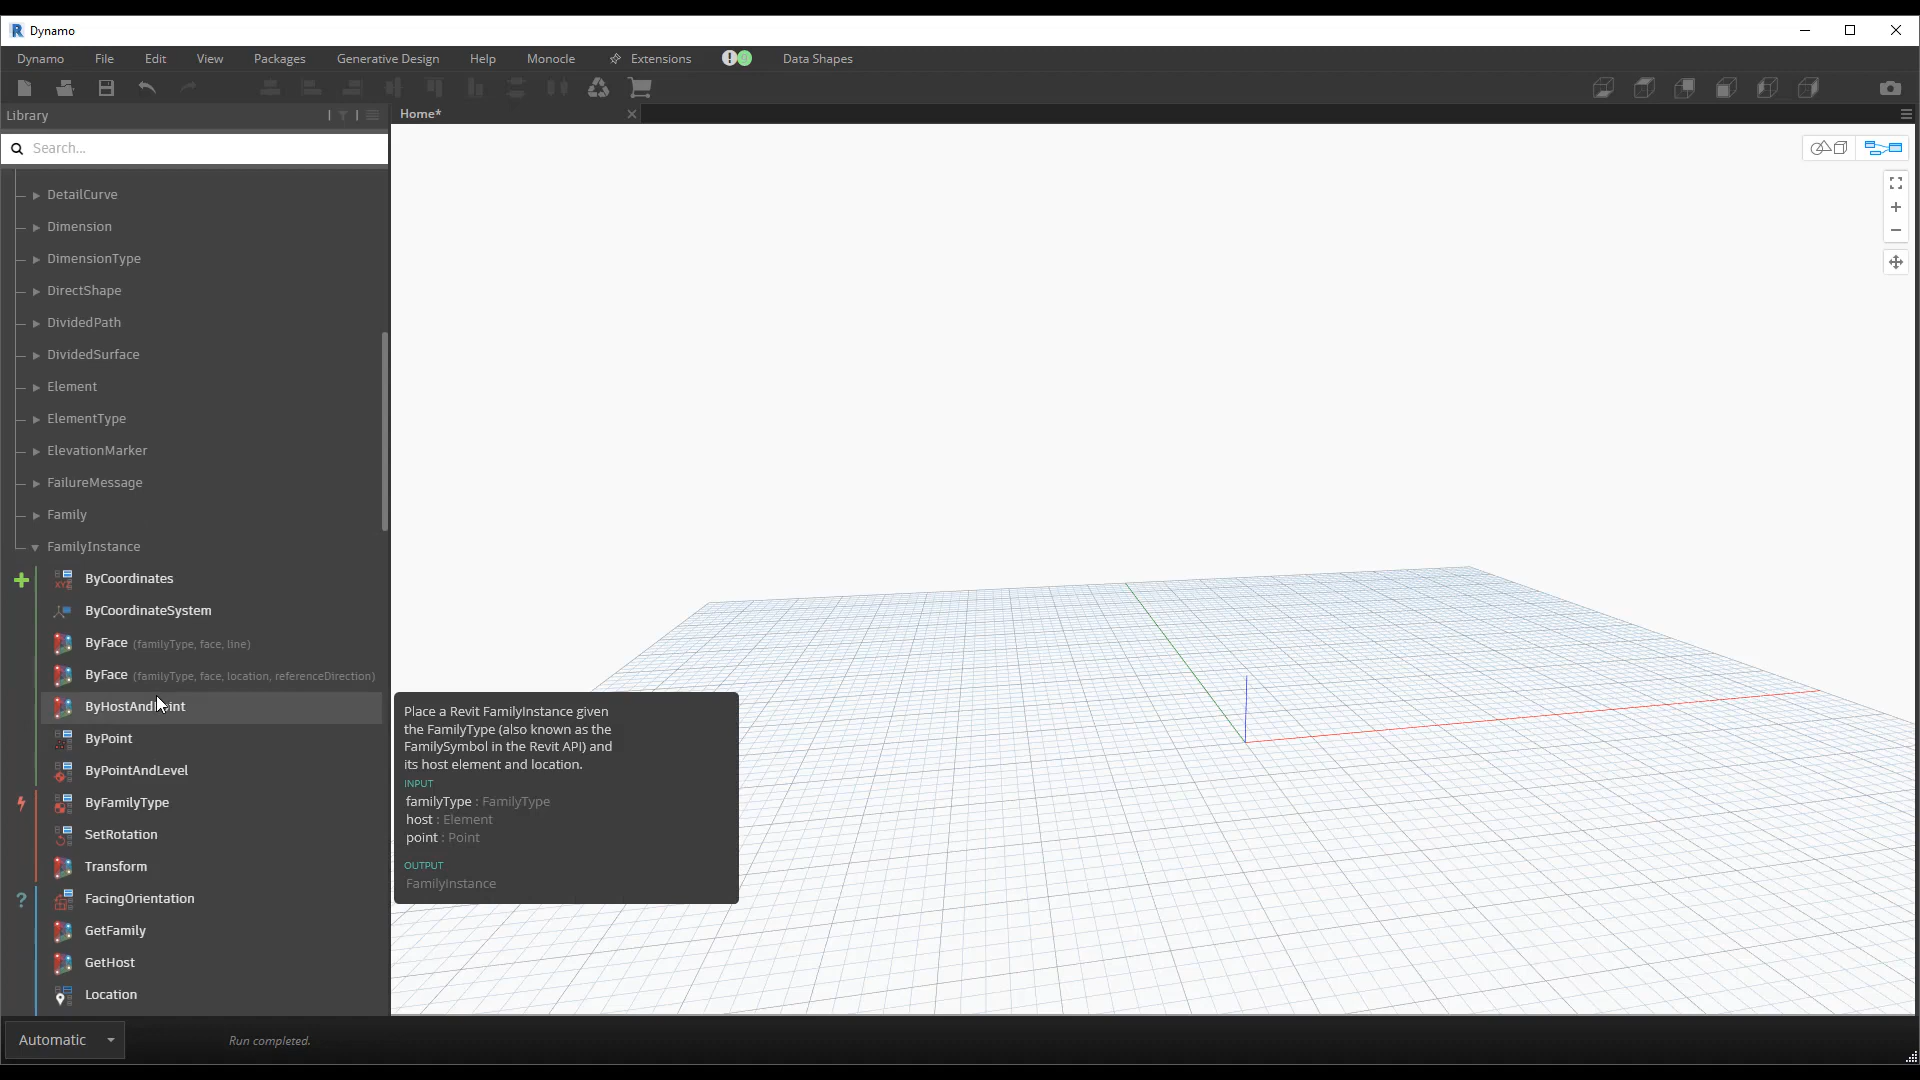 Dynamo
Dynamo File Edit View Packages Generative Design Help Monocle Extensions Data Shapes
Library
Home*
Search...
DetailCurve
Dimension
DimensionType
DirectShape
DividedPath
DividedSurface
Element
ElementType
ElevationMarker
FailureMessage
Family
FamilyInstance
ByCoordinates
ByCoordinateSystem
ByFace (familyType, face, line)
ByFace (familyType, face, location, referenceDirection)
ByHostAndPoint
ByPoint
ByPointAndLevel
ByFamilyType
SetRotation
Transform
FacingOrientation
GetFamily
GetHost
Location
Place a Revit FamilyInstance given
the FamilyType (also known as the
FamilySymbol in the Revit API) and
its host element and location.
INPUT
familyType : FamilyType
host : Element
point : Point
OUTPUT
FamilyInstance
Automatic
Run completed.